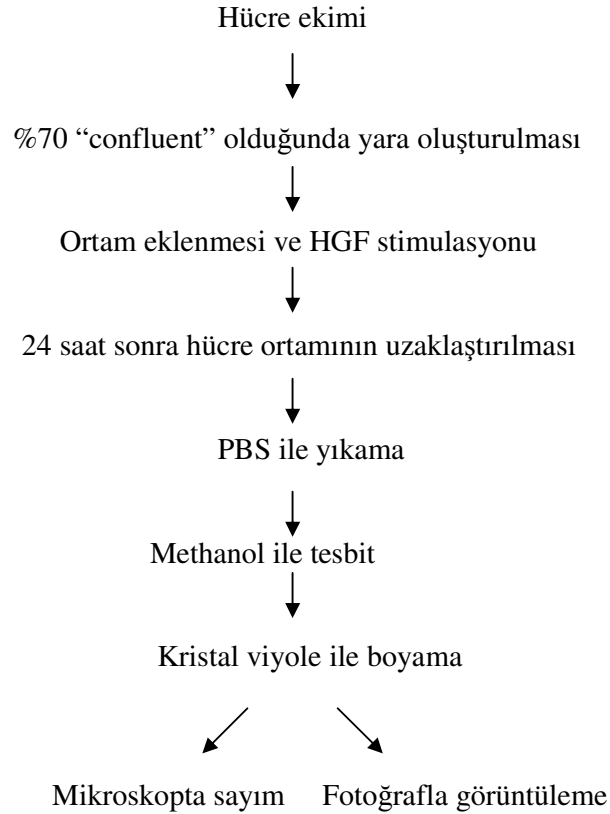 Hücre ekimi
%70 “confluent” olduğunda yara oluşturulması
Ortam eklenmesi ve HGF stimulasyonu
24 saat sonra hücre ortamının uzaklaştırılması
PBS ile yıkama
Methanol ile tesbit
Kristal viyole ile boyama
Mikroskopta sayım Fotoğrafla görüntüleme